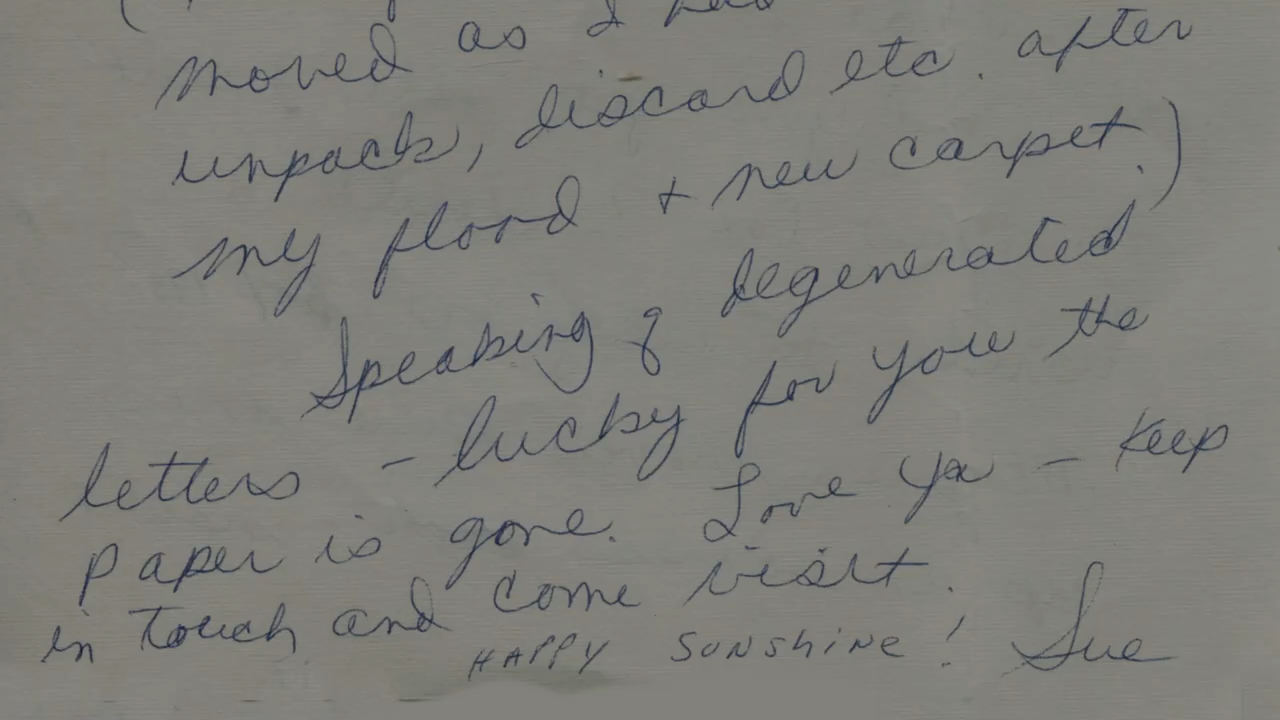 moved as I had
unpack, discard etc. after
my flood + new carpet.)
Speaking of degenerated
letters - lucky for you the
paper is gone. Love ya - Keep
in touch and come visit.
HAPPY SUNSHINE! Sue